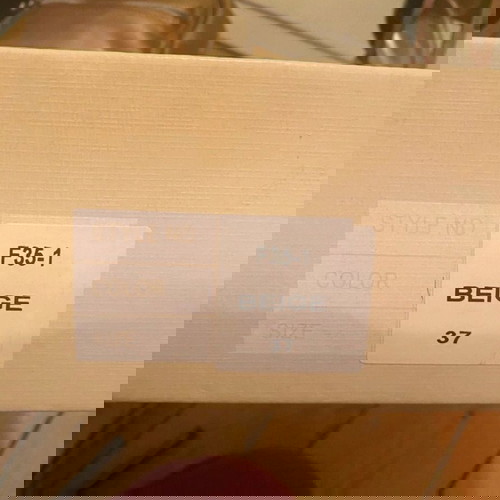 STYLE NO
F35-1
COLOR
BEIGE
SIZE
37